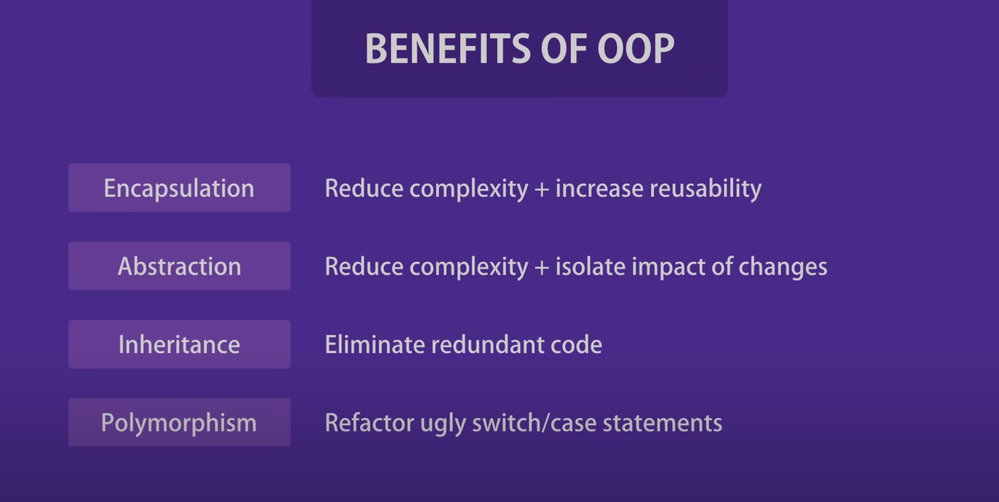 BENEFITS OF OOP
Encapsulation Reduce complexity + increase reusability
Abstraction Reduce complexity + isolate impact of changes
Inheritance Eliminate redundant code
Polymorphism Refactor ugly switch/case statements